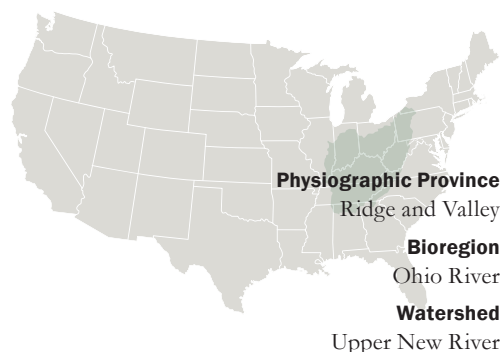 Physiographic Province
Ridge and Valley
Bioregion
Ohio River
Watershed
Upper New River